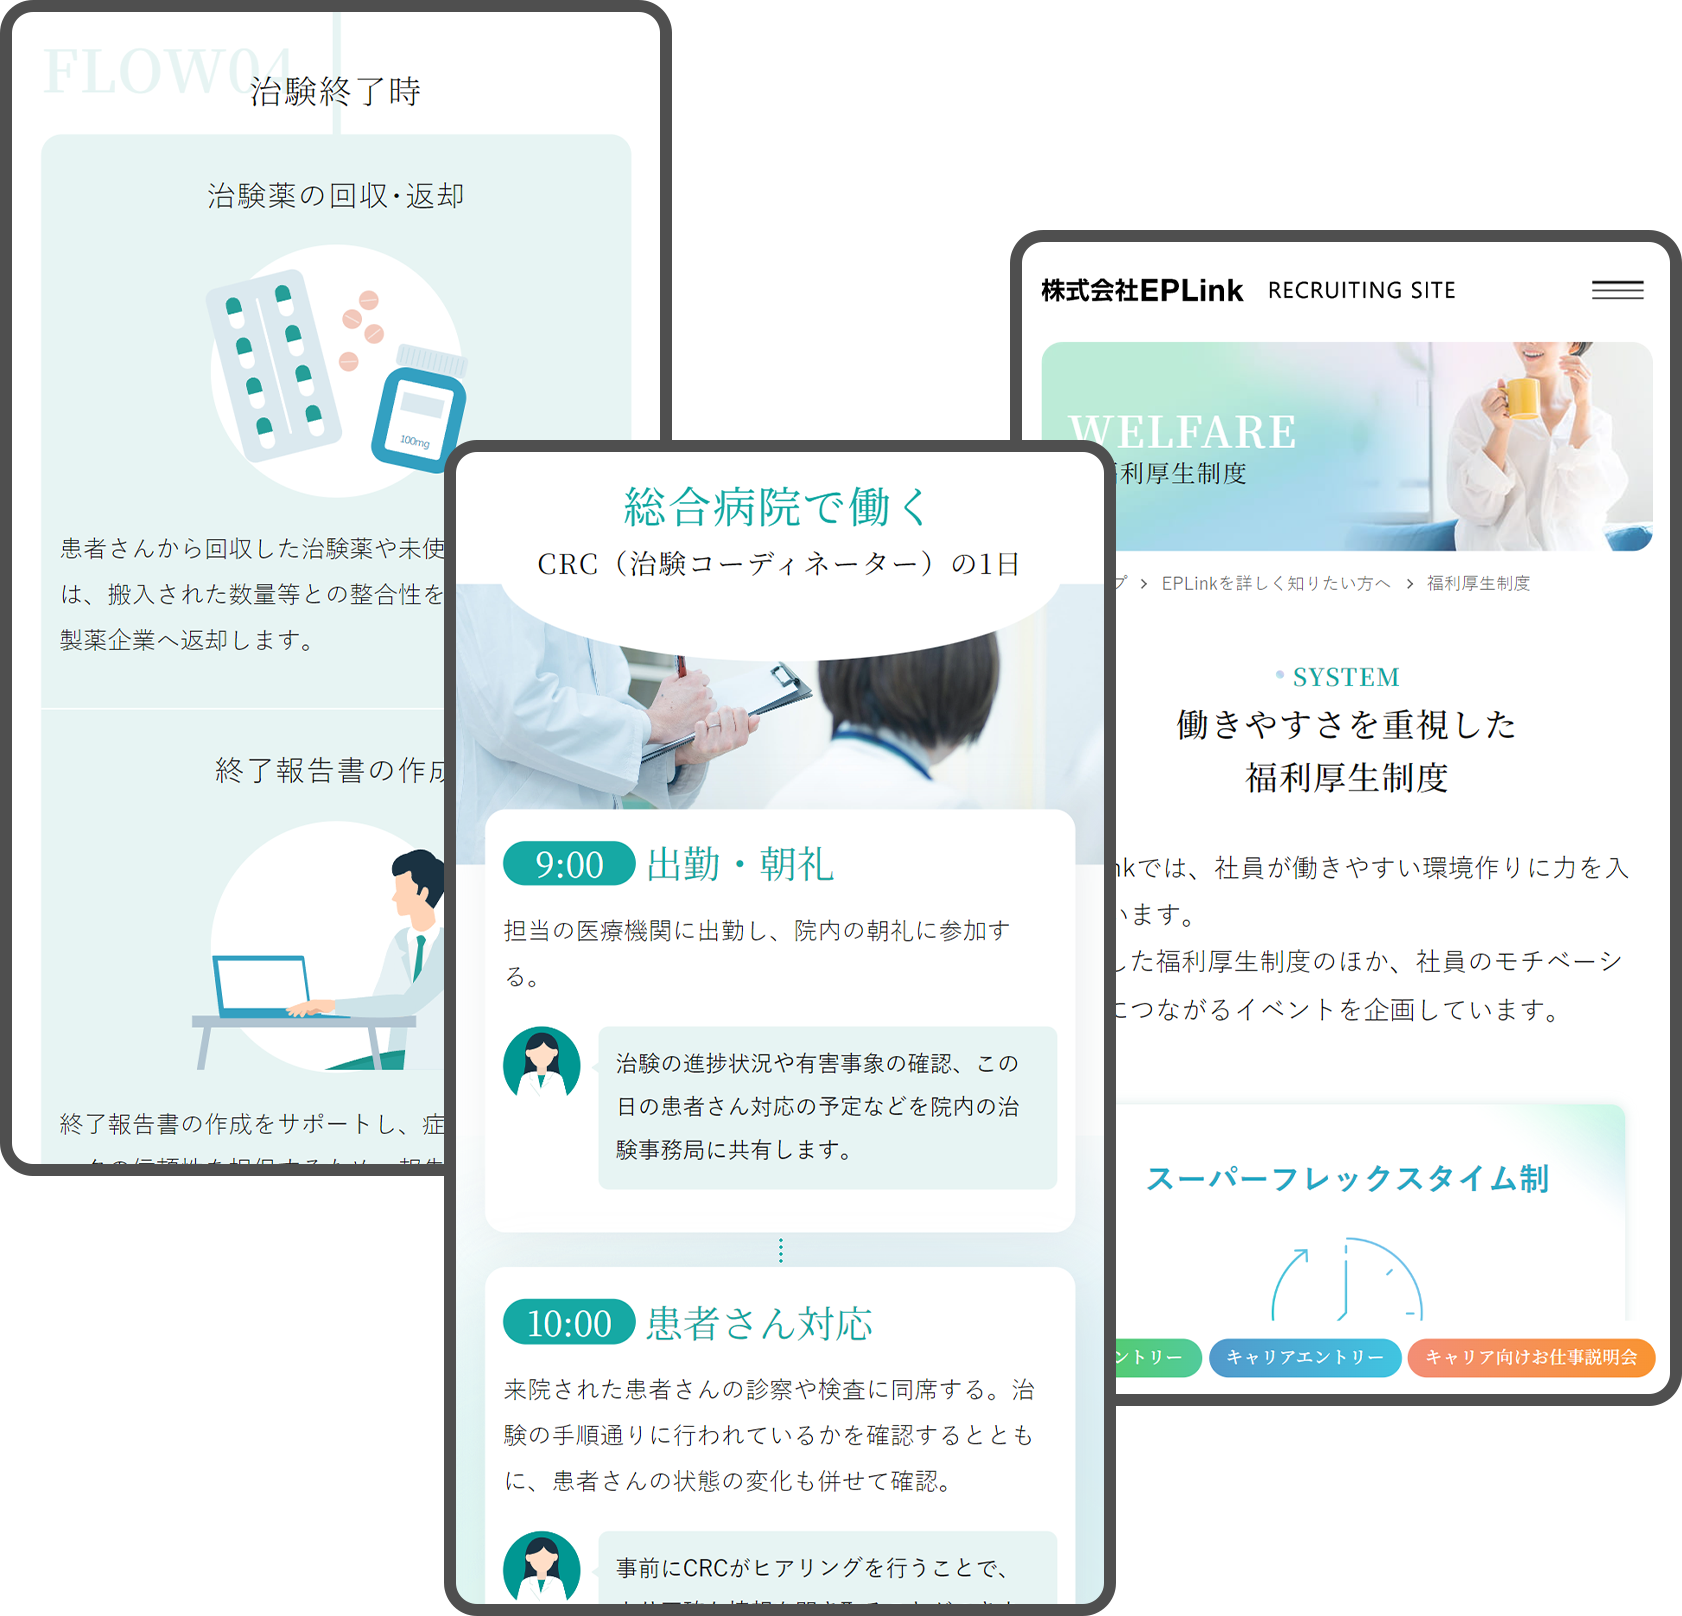 FLOW04
治験終了時
治験薬の回収･返却
100mg
患者さんから回収した治験薬や未使
は、搬入された数量等との整合性を
製薬企業へ返却します。
終了報告書の作成
終了報告書の作成をサポートし、症
総合病院で働く
CRC（治験コーディネーター）の1日
9:00 出勤・朝礼
担当の医療機関に出勤し、院内の朝礼に参加す
る。
治験の進捗状況や有害事象の確認、この
日の患者さん対応の予定などを院内の治
験事務局に共有します。
10:00 患者さん対応
来院された患者さんの診察や検査に同席する。治
験の手順通りに行われているかを確認するととも
に、患者さんの状態の変化も併せて確認。
事前にCRCがヒアリングを行うことで、
株式会社EPLink RECRUITING SITE
WELFARE
利厚生制度
プ > EPLinkを詳しく知りたい方へ > 福利厚生制度
SYSTEM
働きやすさを重視した
福利厚生制度
nkでは、社員が働きやすい環境作りに力を入
います。
した福利厚生制度のほか、社員のモチベーシ
につながるイベントを企画しています。
スーパーフレックスタイム制
ントリー
キャリアエントリー
キャリア向けお仕事説明会